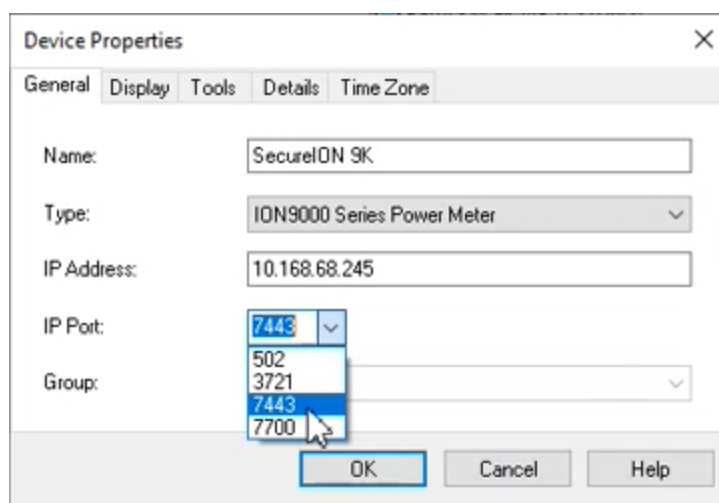 Device Properties
General Display Tools Details Time Zone
Name: SecureION 9K
Type: ION9000 Series Power Meter
IP Address: 10.168.68.245
IP Port: 7443
502
3721
Group:
7443
7700
OK Cancel Help